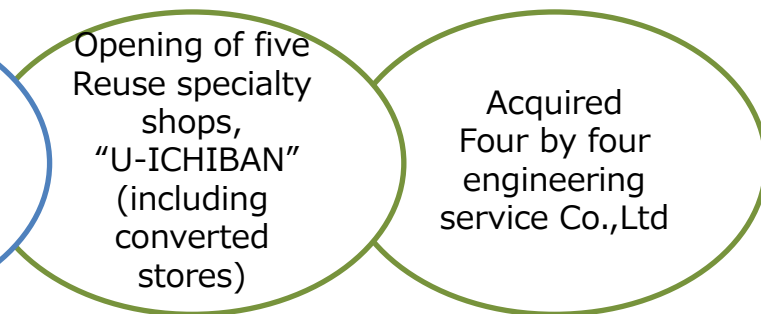 Opening of five
Reuse specialty
shops,
“U-ICHIBAN”
(including
converted
stores)
Acquired
Four by four
engineering
service Co.,Ltd